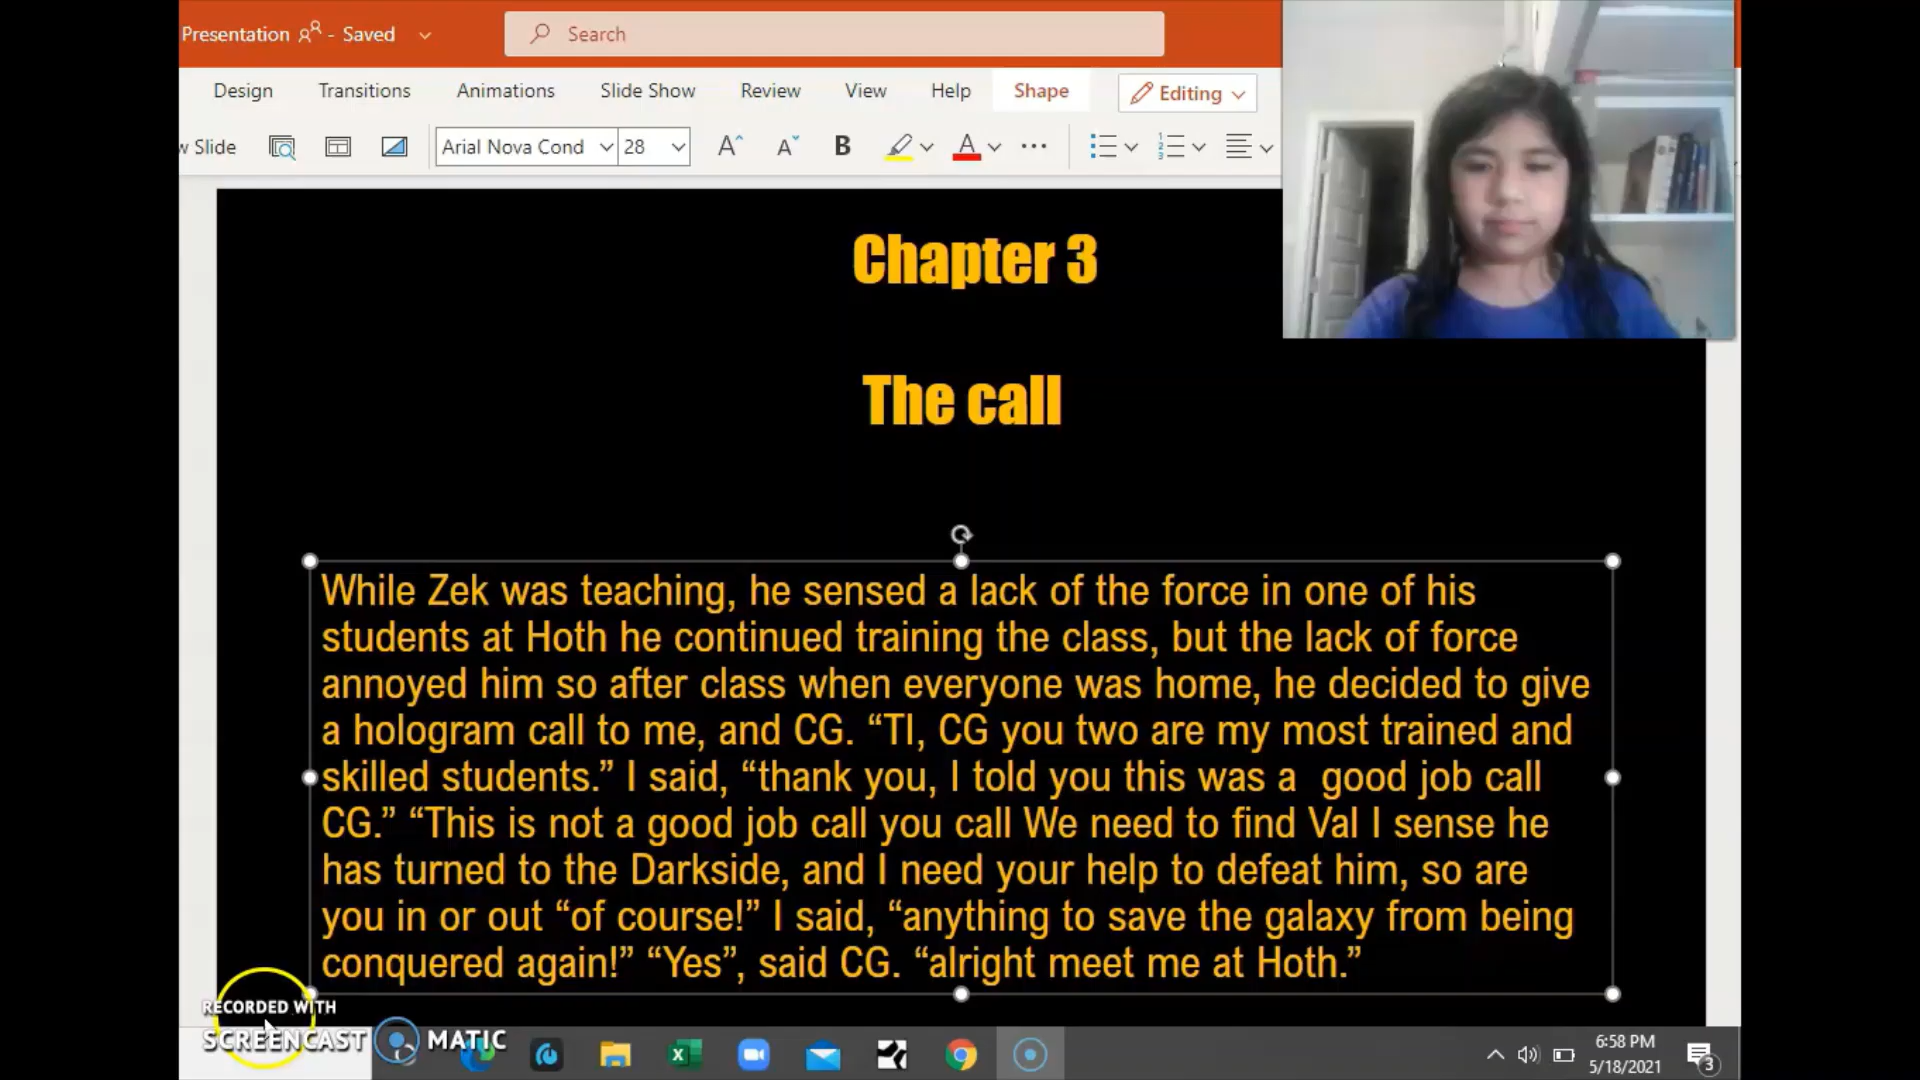 Presentation - Saved
Search
Design Transitions Animations Slide Show Review View Help Shape Editing
w Slide Arial Nova Cond 28 A A B A ...
Chapter 3
The call
While Zek was teaching, he sensed a lack of the force in one of his
students at Hoth he continued training the class, but the lack of force
annoyed him so after class when everyone was home, he decided to give
a hologram call to me, and CG. “Tl, CG you two are my most trained and
skilled students.” I said, “thank you, I told you this was a  good job call
CG.” “This is not a good job call you call We need to find Val I sense he
has turned to the Darkside, and I need your help to defeat him, so are
you in or out “of course!” I said, “anything to save the galaxy from being
conquered again!” “Yes”, said CG. “alright meet me at Hoth.”
RECORDED WITH
SCREENCAST MATIC
6:58 PM
5/18/2021
3